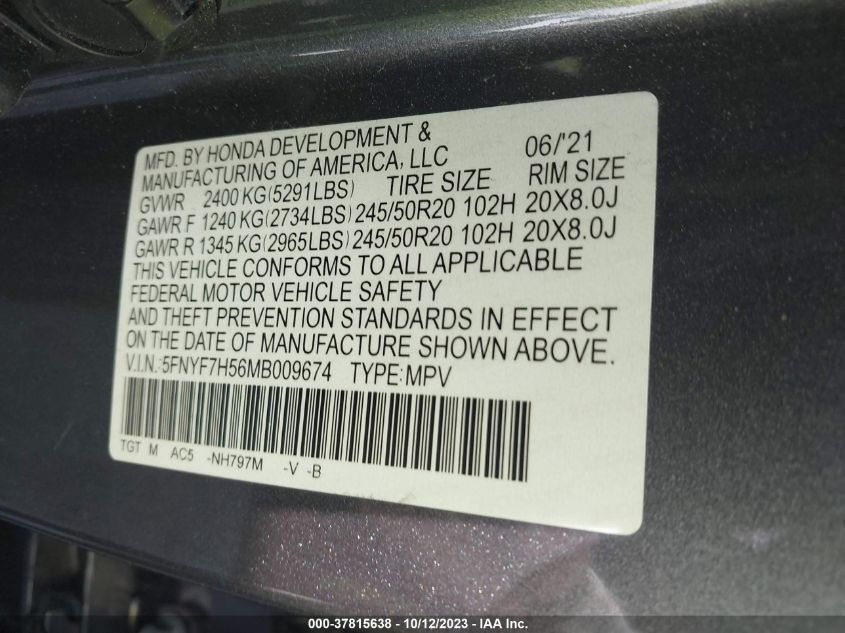 MFD. BY HONDA DEVELOPMENT & 06/'21
MANUFACTURING OF AMERICA, LLC
GVWR 2400 KG(5291LBS) TIRE SIZE RIM SIZE
GAWR F 1240 KG(2734LBS) 245/50R20 102H 20X8.0J
GAWR R 1345 KG(2965LBS) 245/50R20 102H 20X8.0J
THIS VEHICLE CONFORMS TO ALL APPLICABLE
FEDERAL MOTOR VEHICLE SAFETY
AND THEFT PREVENTION STANDARDS IN EFFECT
ON THE DATE OF MANUFACTURE SHOWN ABOVE.
V.I.N.:5FNYF7H56MB009674 TYPE:MPV
TGT M AC5 -NH797M -V -B
000-37815638 - 10/12/2023 - IAA Inc.